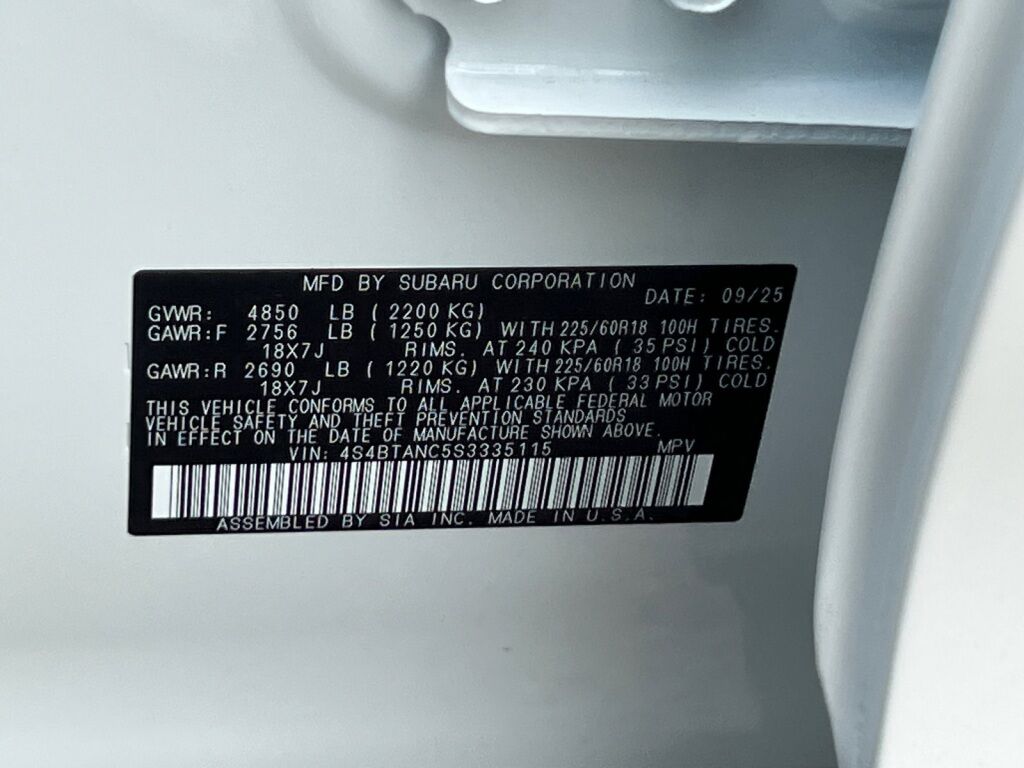 MFD BY SUBARU CORPORATION
DATE: 09/25
GVWR: 4850 LB (2200 KG)
GAWR:F 2756 LB (1250 KG) WITH 225/60R18 100H TIRES.
18X7J RIMS. AT 240 KPA (35 PSI) COLD
GAWR:R 2690 LB (1220 KG) WITH 225/60R18 100H TIRES.
18X7J RIMS. AT 230 KPA (33 PSI) COLD
THIS VEHICLE CONFORMS TO ALL APPLICABLE FEDERAL MOTOR
VEHICLE SAFETY AND THEFT PREVENTION STANDARDS
IN EFFECT ON THE DATE OF MANUFACTURE SHOWN ABOVE.
VIN: 4S4BTANC5S3335115 MPV
ASSEMBLED BY SIA INC. MADE IN U.S.A.